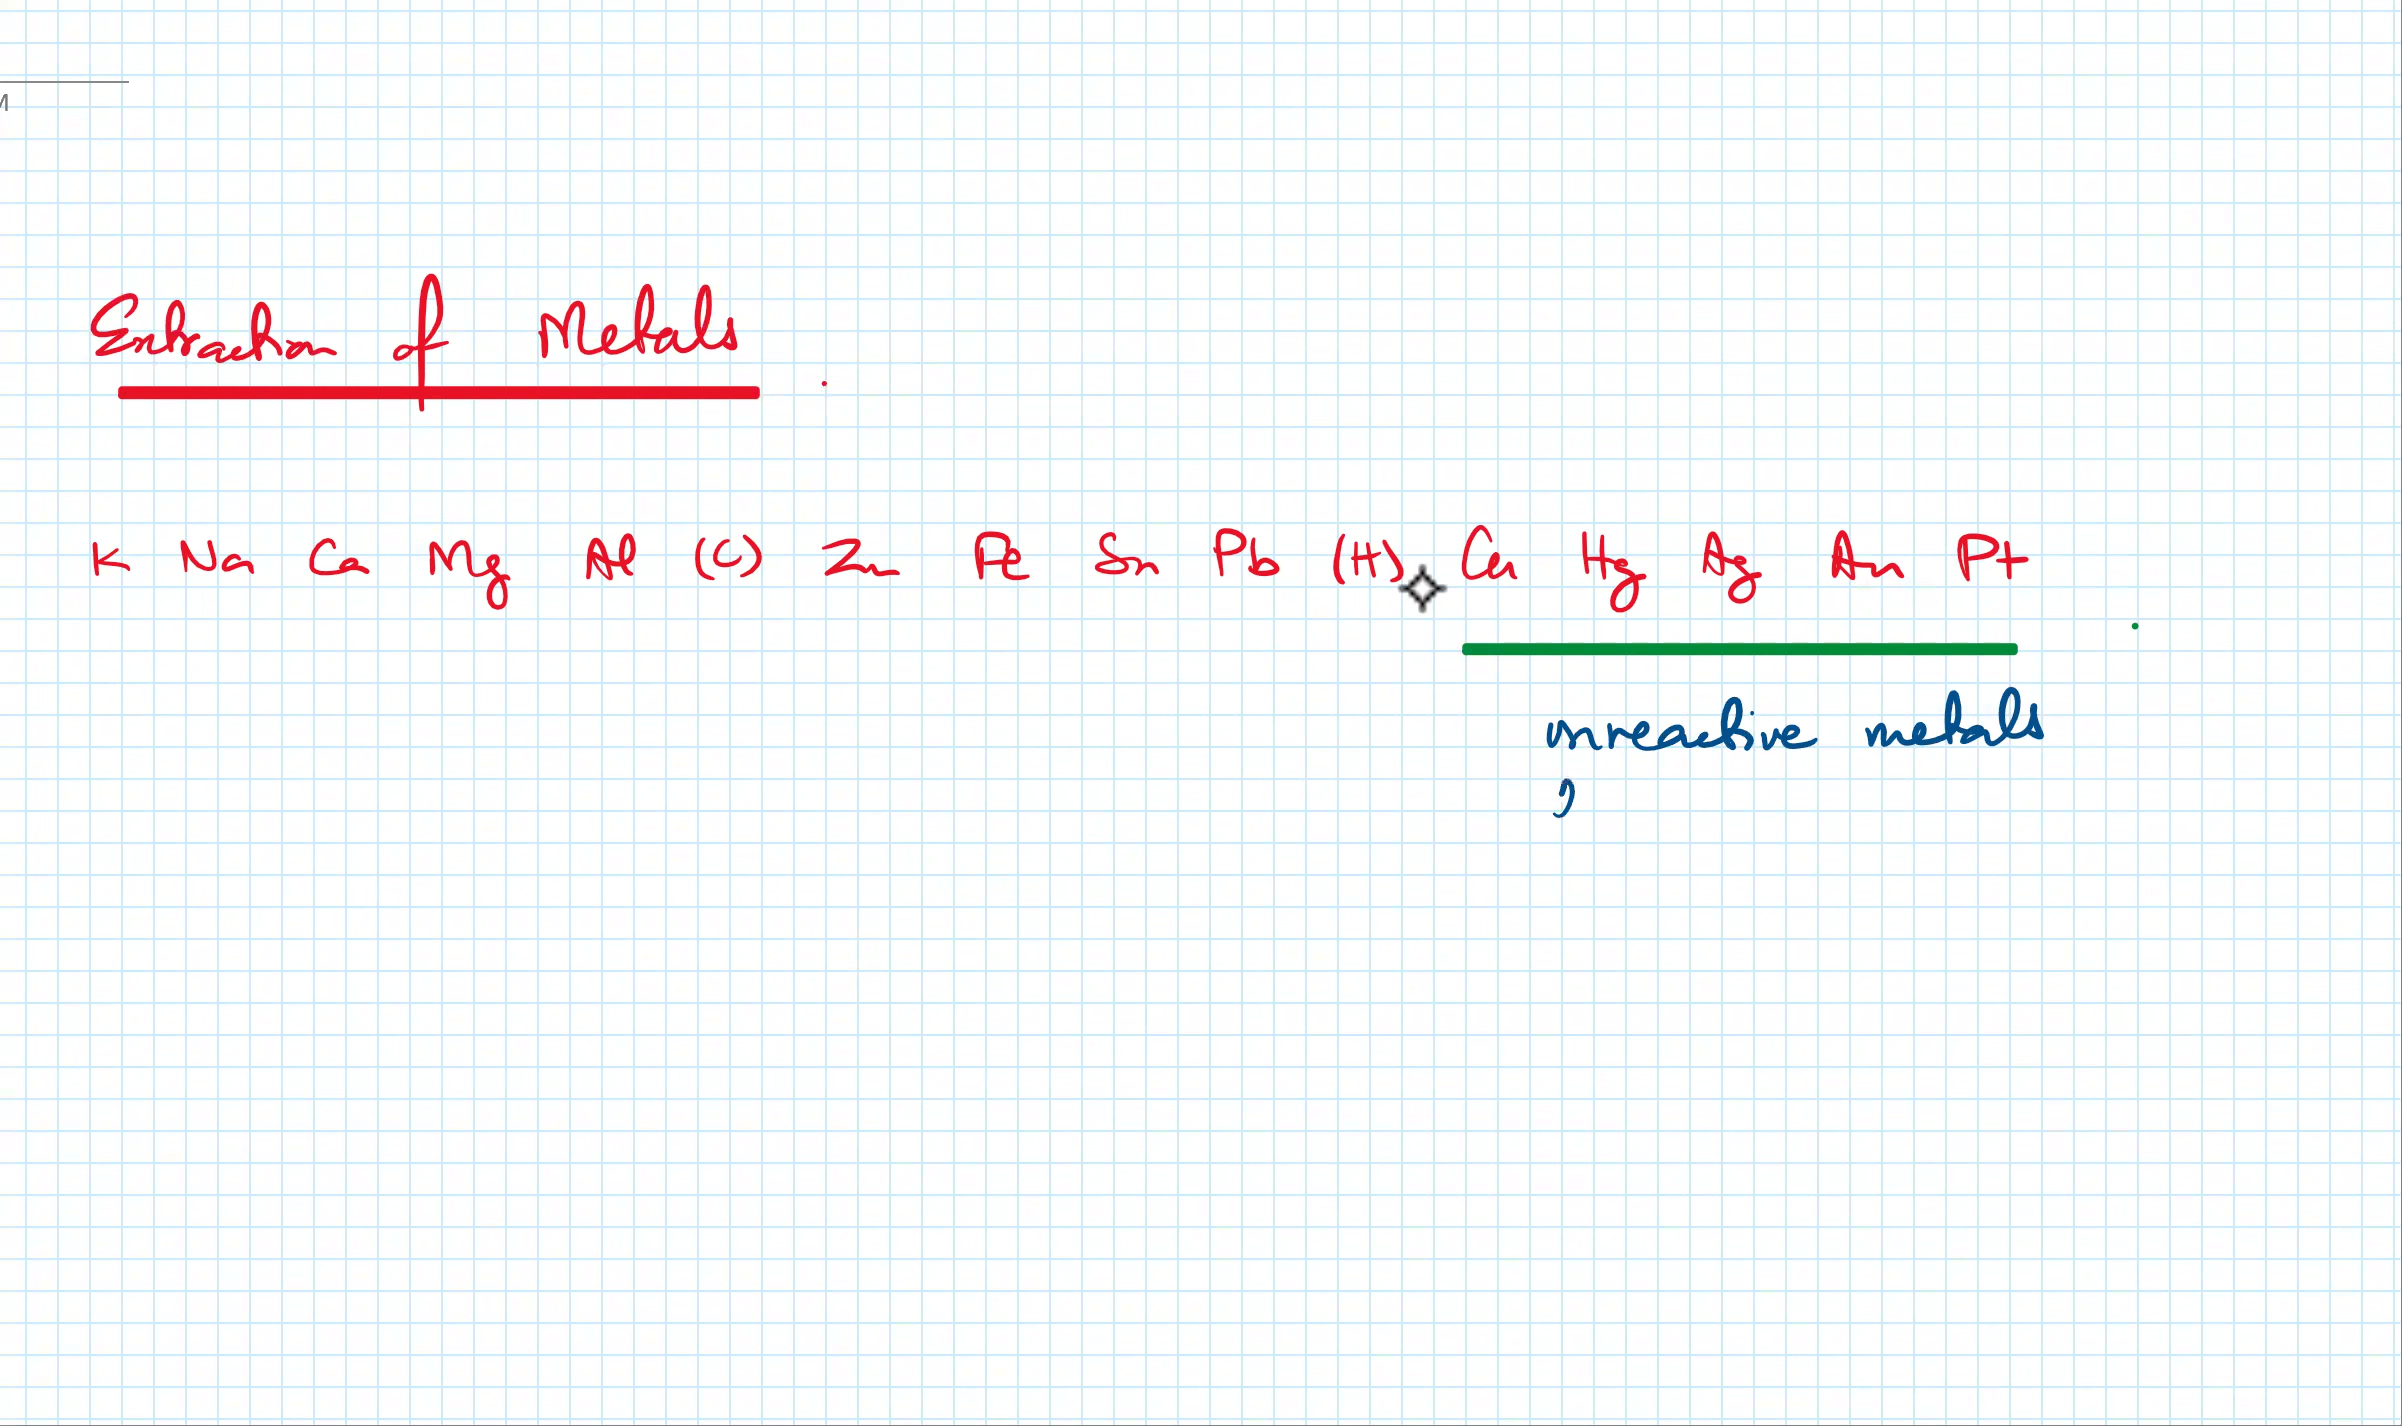 M
Extraction of Metals
K Na Ca Mg Al (C) Zn Fe Sn Pb (H) Cu Hg Ag Au Pt
unreactive metals